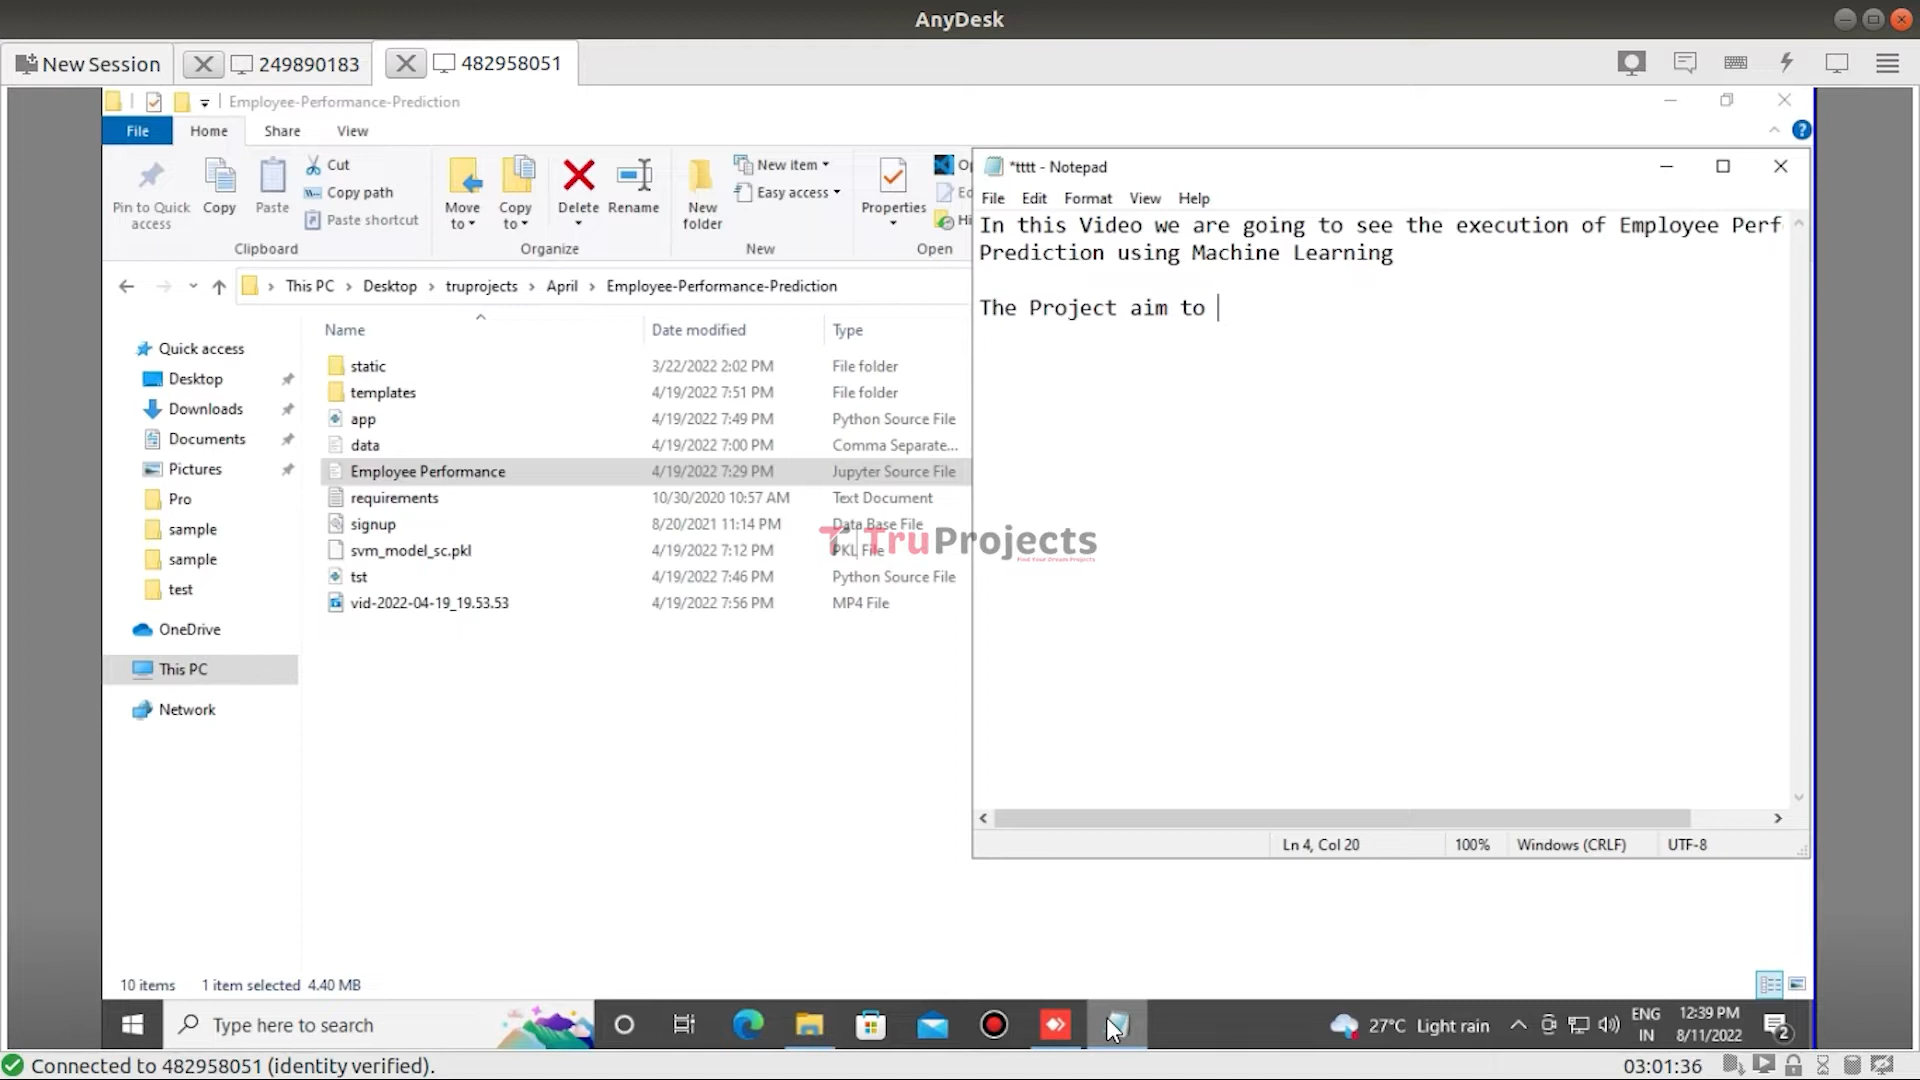 AnyDesk
New Session
249890183
482958051
Employee-Performance-Prediction
File Home Share View
Pin to Quick access
Copy
Paste
Cut
Copy path
Paste shortcut
Clipboard
Move to
Copy to
Delete
Rename
Organize
New folder
New item
Easy access
New
Properties
Open
This PC > Desktop > truprojects > April > Employee-Performance-Prediction
Name Date modified Type
Quick access
Desktop
Downloads
Documents
Pictures
Pro
sample
sample
test
OneDrive
This PC
Network
static 3/22/2022 2:02 PM File folder
templates 4/19/2022 7:51 PM File folder
app 4/19/2022 7:49 PM Python Source File
data 4/19/2022 7:00 PM Comma Separate...
Employee Performance 4/19/2022 7:29 PM Jupyter Source File
requirements 10/30/2020 10:57 AM Text Document
signup 8/20/2021 11:14 PM Data Base File
svm_model_sc.pkl 4/19/2022 7:12 PM PKL File
tst 4/19/2022 7:46 PM Python Source File
vid-2022-04-19_19.53.53 4/19/2022 7:56 PM MP4 File
TruProjects
Find Your Dream Projects
*tttt - Notepad
File Edit Format View Help
In this Video we are going to see the execution of Employee Perf
Prediction using Machine Learning
The Project aim to
Ln 4, Col 20 100% Windows (CRLF) UTF-8
10 items 1 item selected 4.40 MB
Type here to search
27°C Light rain
ENG
IN
12:39 PM
8/11/2022
2
Connected to 482958051 (identity verified).
03:01:36